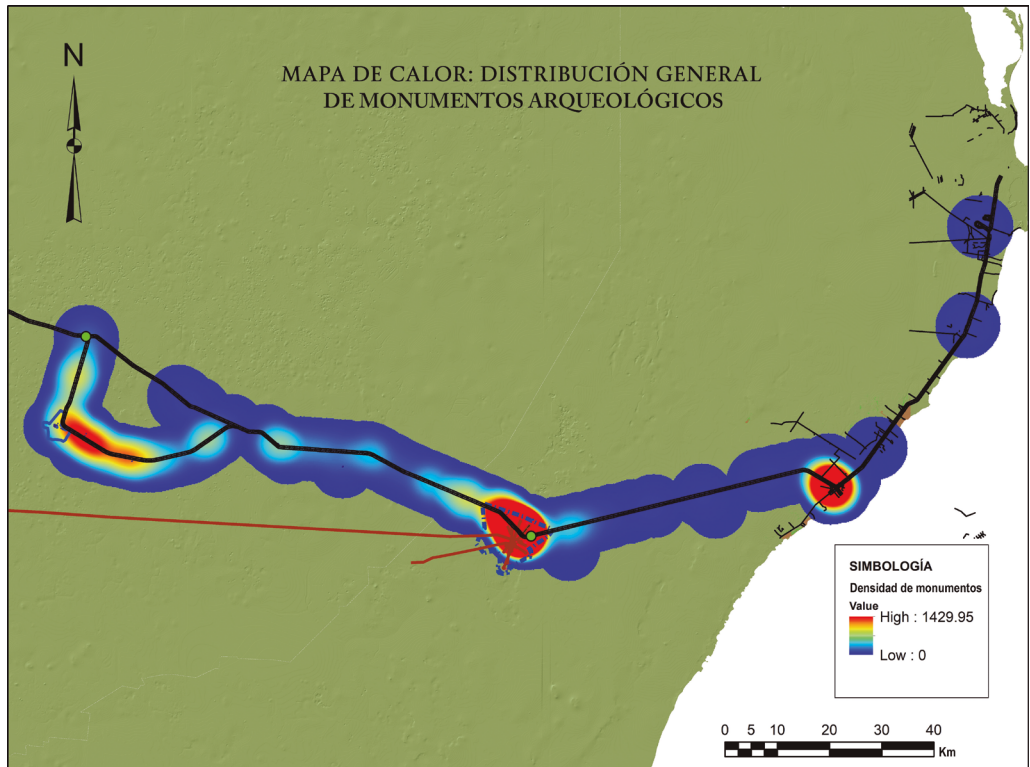 N
MAPA DE CALOR: DISTRIBUCIÓN GENERAL
DE MONUMENTOS ARQUEOLÓGICOS
SIMBOLOGÍA
Densidad de monumentos
Value
High : 1429.95
Low : 0
0 5 10 20 30 40
Km